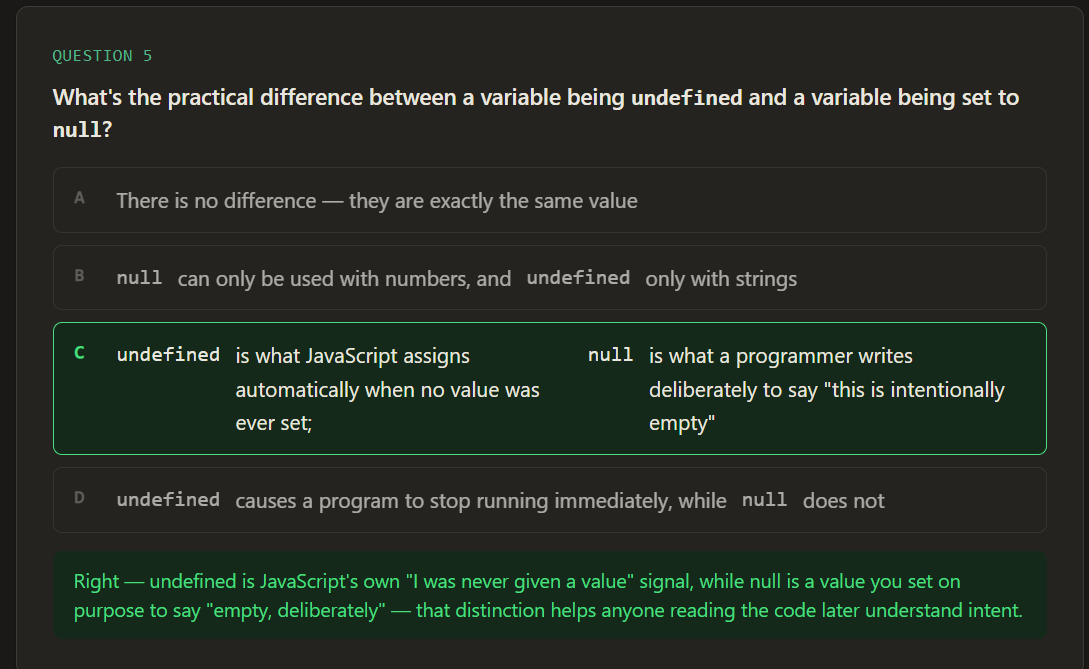 QUESTION 5
What's the practical difference between a variable being undefined and a variable being set to
null?
A There is no difference — they are exactly the same value
B null can only be used with numbers, and undefined only with strings
C undefined is what JavaScript assigns automatically when no value was ever set; null is what a programmer writes deliberately to say "this is intentionally empty"
D undefined causes a program to stop running immediately, while null does not
Right — undefined is JavaScript's own "I was never given a value" signal, while null is a value you set on
purpose to say "empty, deliberately" — that distinction helps anyone reading the code later understand intent.